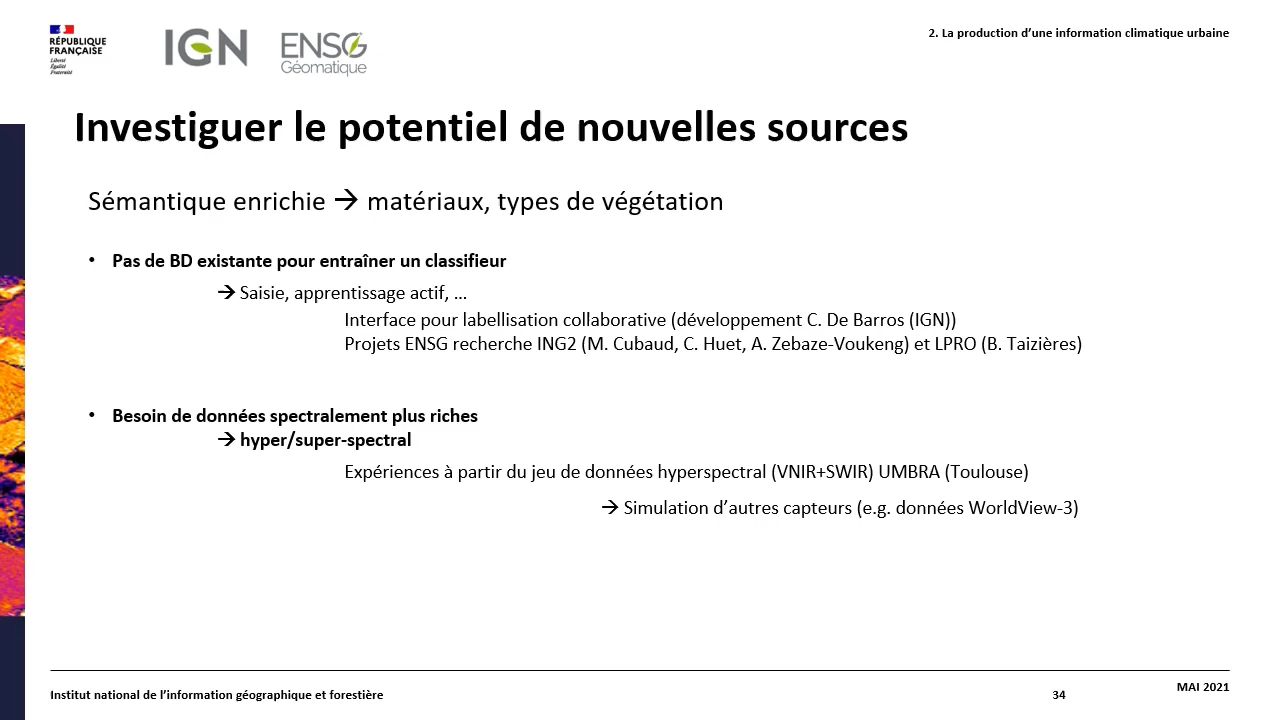 RÉPUBLIQUE
FRANÇAISE
Liberté
Égalité
Fraternité
IGN
ENSG
Géomatique
2. La production d’une information climatique urbaine
Investiguer le potentiel de nouvelles sources
Sémantique enrichie → matériaux, types de végétation
• Pas de BD existante pour entraîner un classifieur
→ Saisie, apprentissage actif, …
Interface pour labellisation collaborative (développement C. De Barros (IGN))
Projets ENSG recherche ING2 (M. Cubaud, C. Huet, A. Zebaze-Voukeng) et LPRO (B. Taizières)
• Besoin de données spectralement plus riches
→ hyper/super-spectral
Expériences à partir du jeu de données hyperspectral (VNIR+SWIR) UMBRA (Toulouse)
→ Simulation d’autres capteurs (e.g. données WorldView-3)
Institut national de l’information géographique et forestière
34
MAI 2021